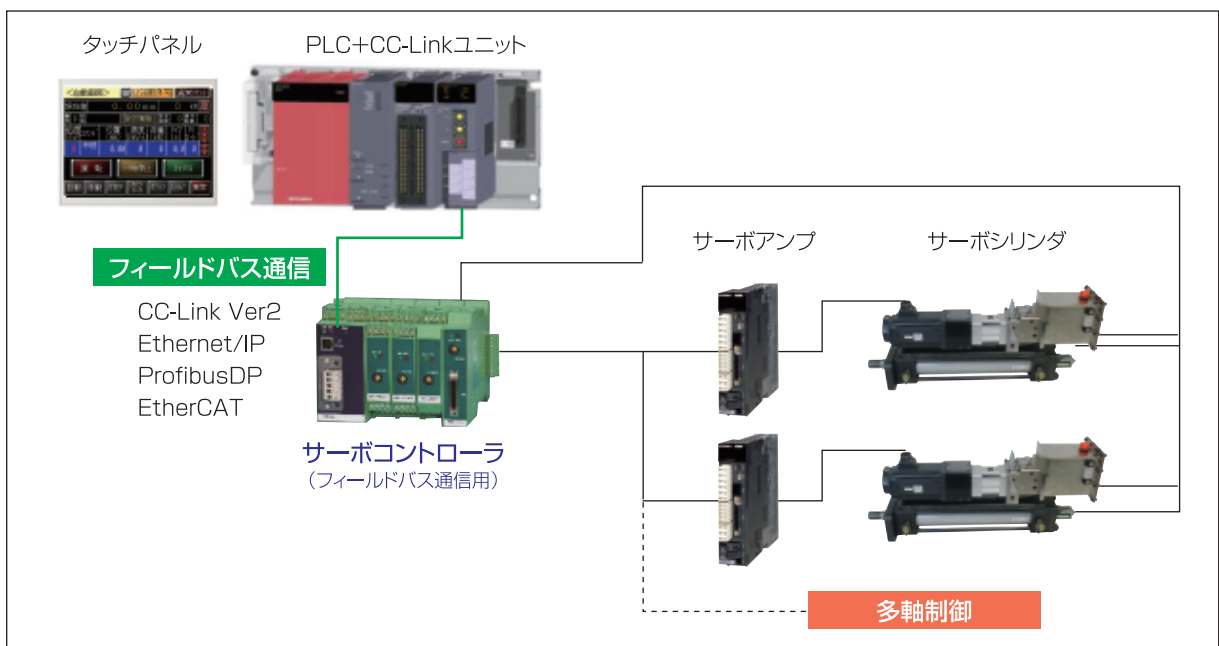 タッチパネル
PLC+CC-Linkユニット
フィールドバス通信
CC-Link Ver2
Ethernet/IP
ProfibusDP
EtherCAT
サーボコントローラ
(フィールドバス通信用)
サーボアンプ
サーボシリンダ
多軸制御